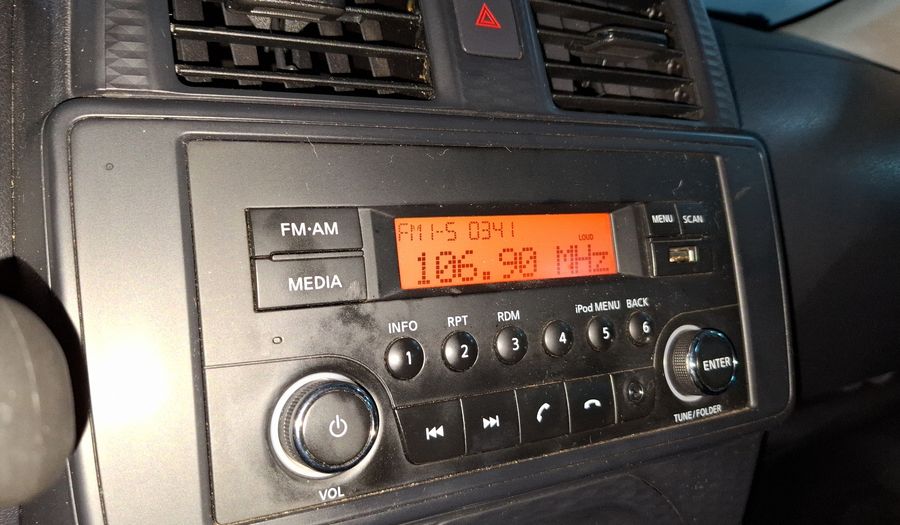 FM·AM
MEDIA
FM1-S 0341
LOUD
106.90 MHz
MENU SCAN
INFO RPT RDM iPod MENU BACK
1 2 3 4 5 6
VOL
ENTER
TUNE/FOLDER